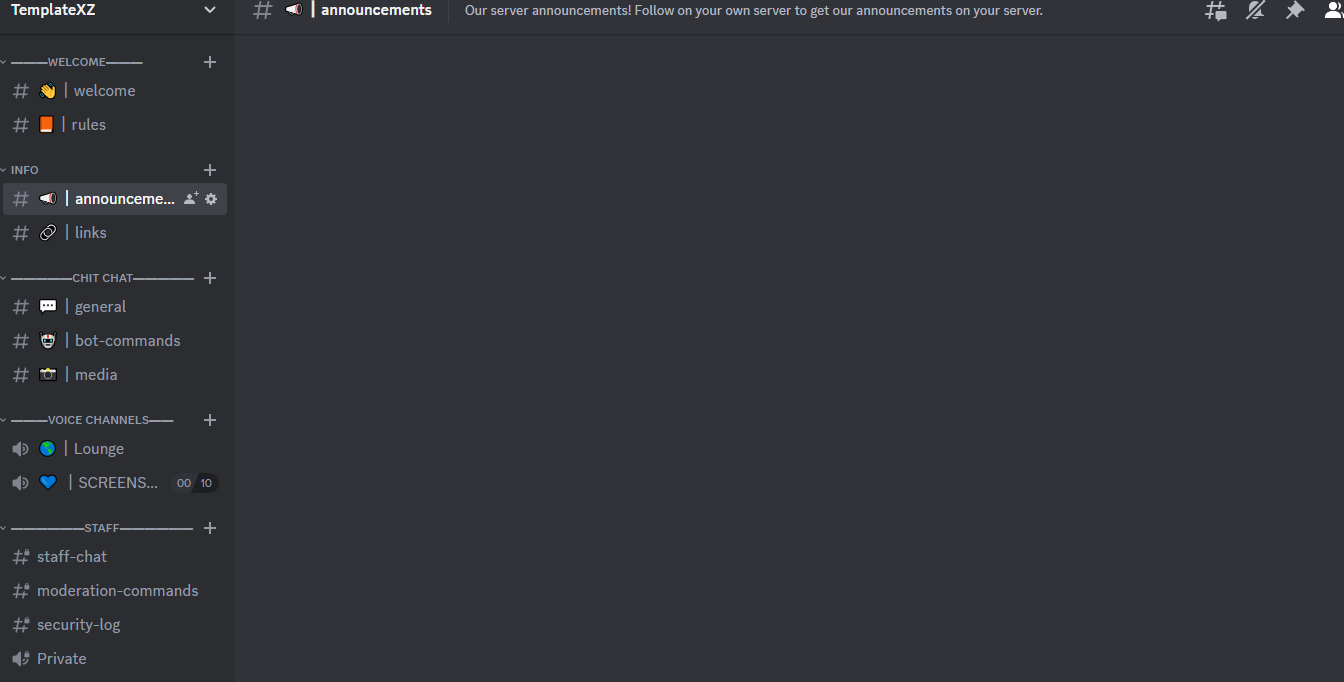 TemplateXZ
| announcements
Our server announcements! Follow on your own server to get our announcements on your server.
———WELCOME———
| welcome
| rules
INFO
| announceme...
| links
—————CHIT CHAT—————
| general
| bot-commands
| media
———VOICE CHANNELS——
| Lounge
| SCREENS... 00 10
——————STAFF——————
staff-chat
moderation-commands
security-log
Private